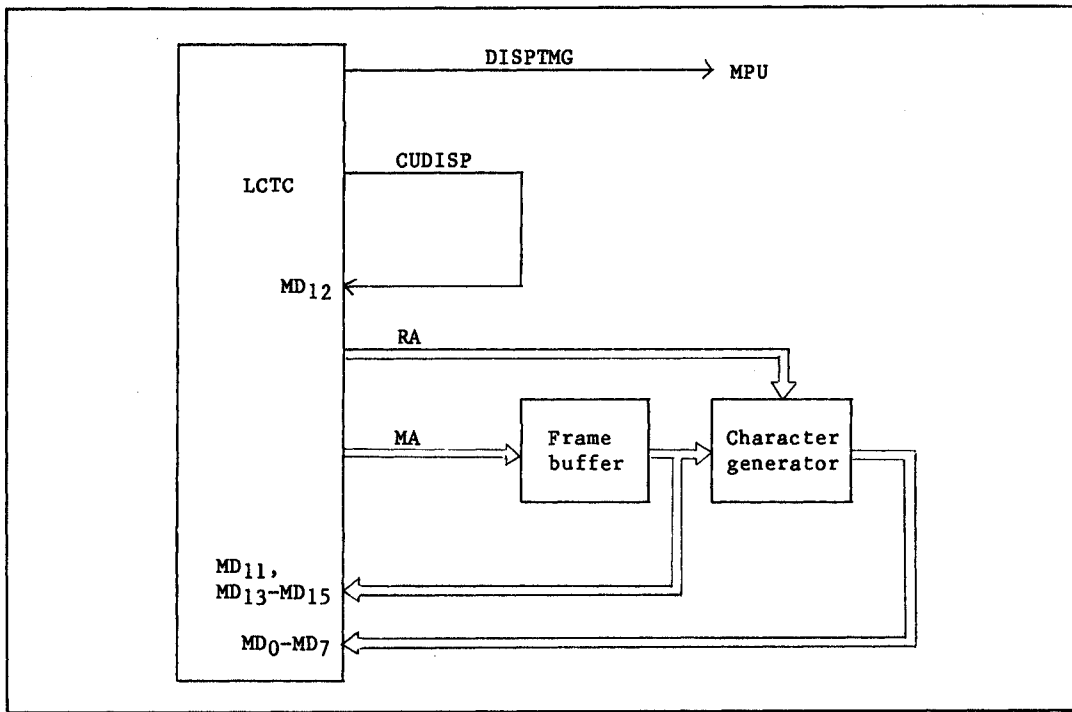 DISPTMG
MPU
CUDISP
LCTC
MD12
RA
MA
Frame
buffer
Character
generator
MD11,
MD13-MD15
MD0-MD7